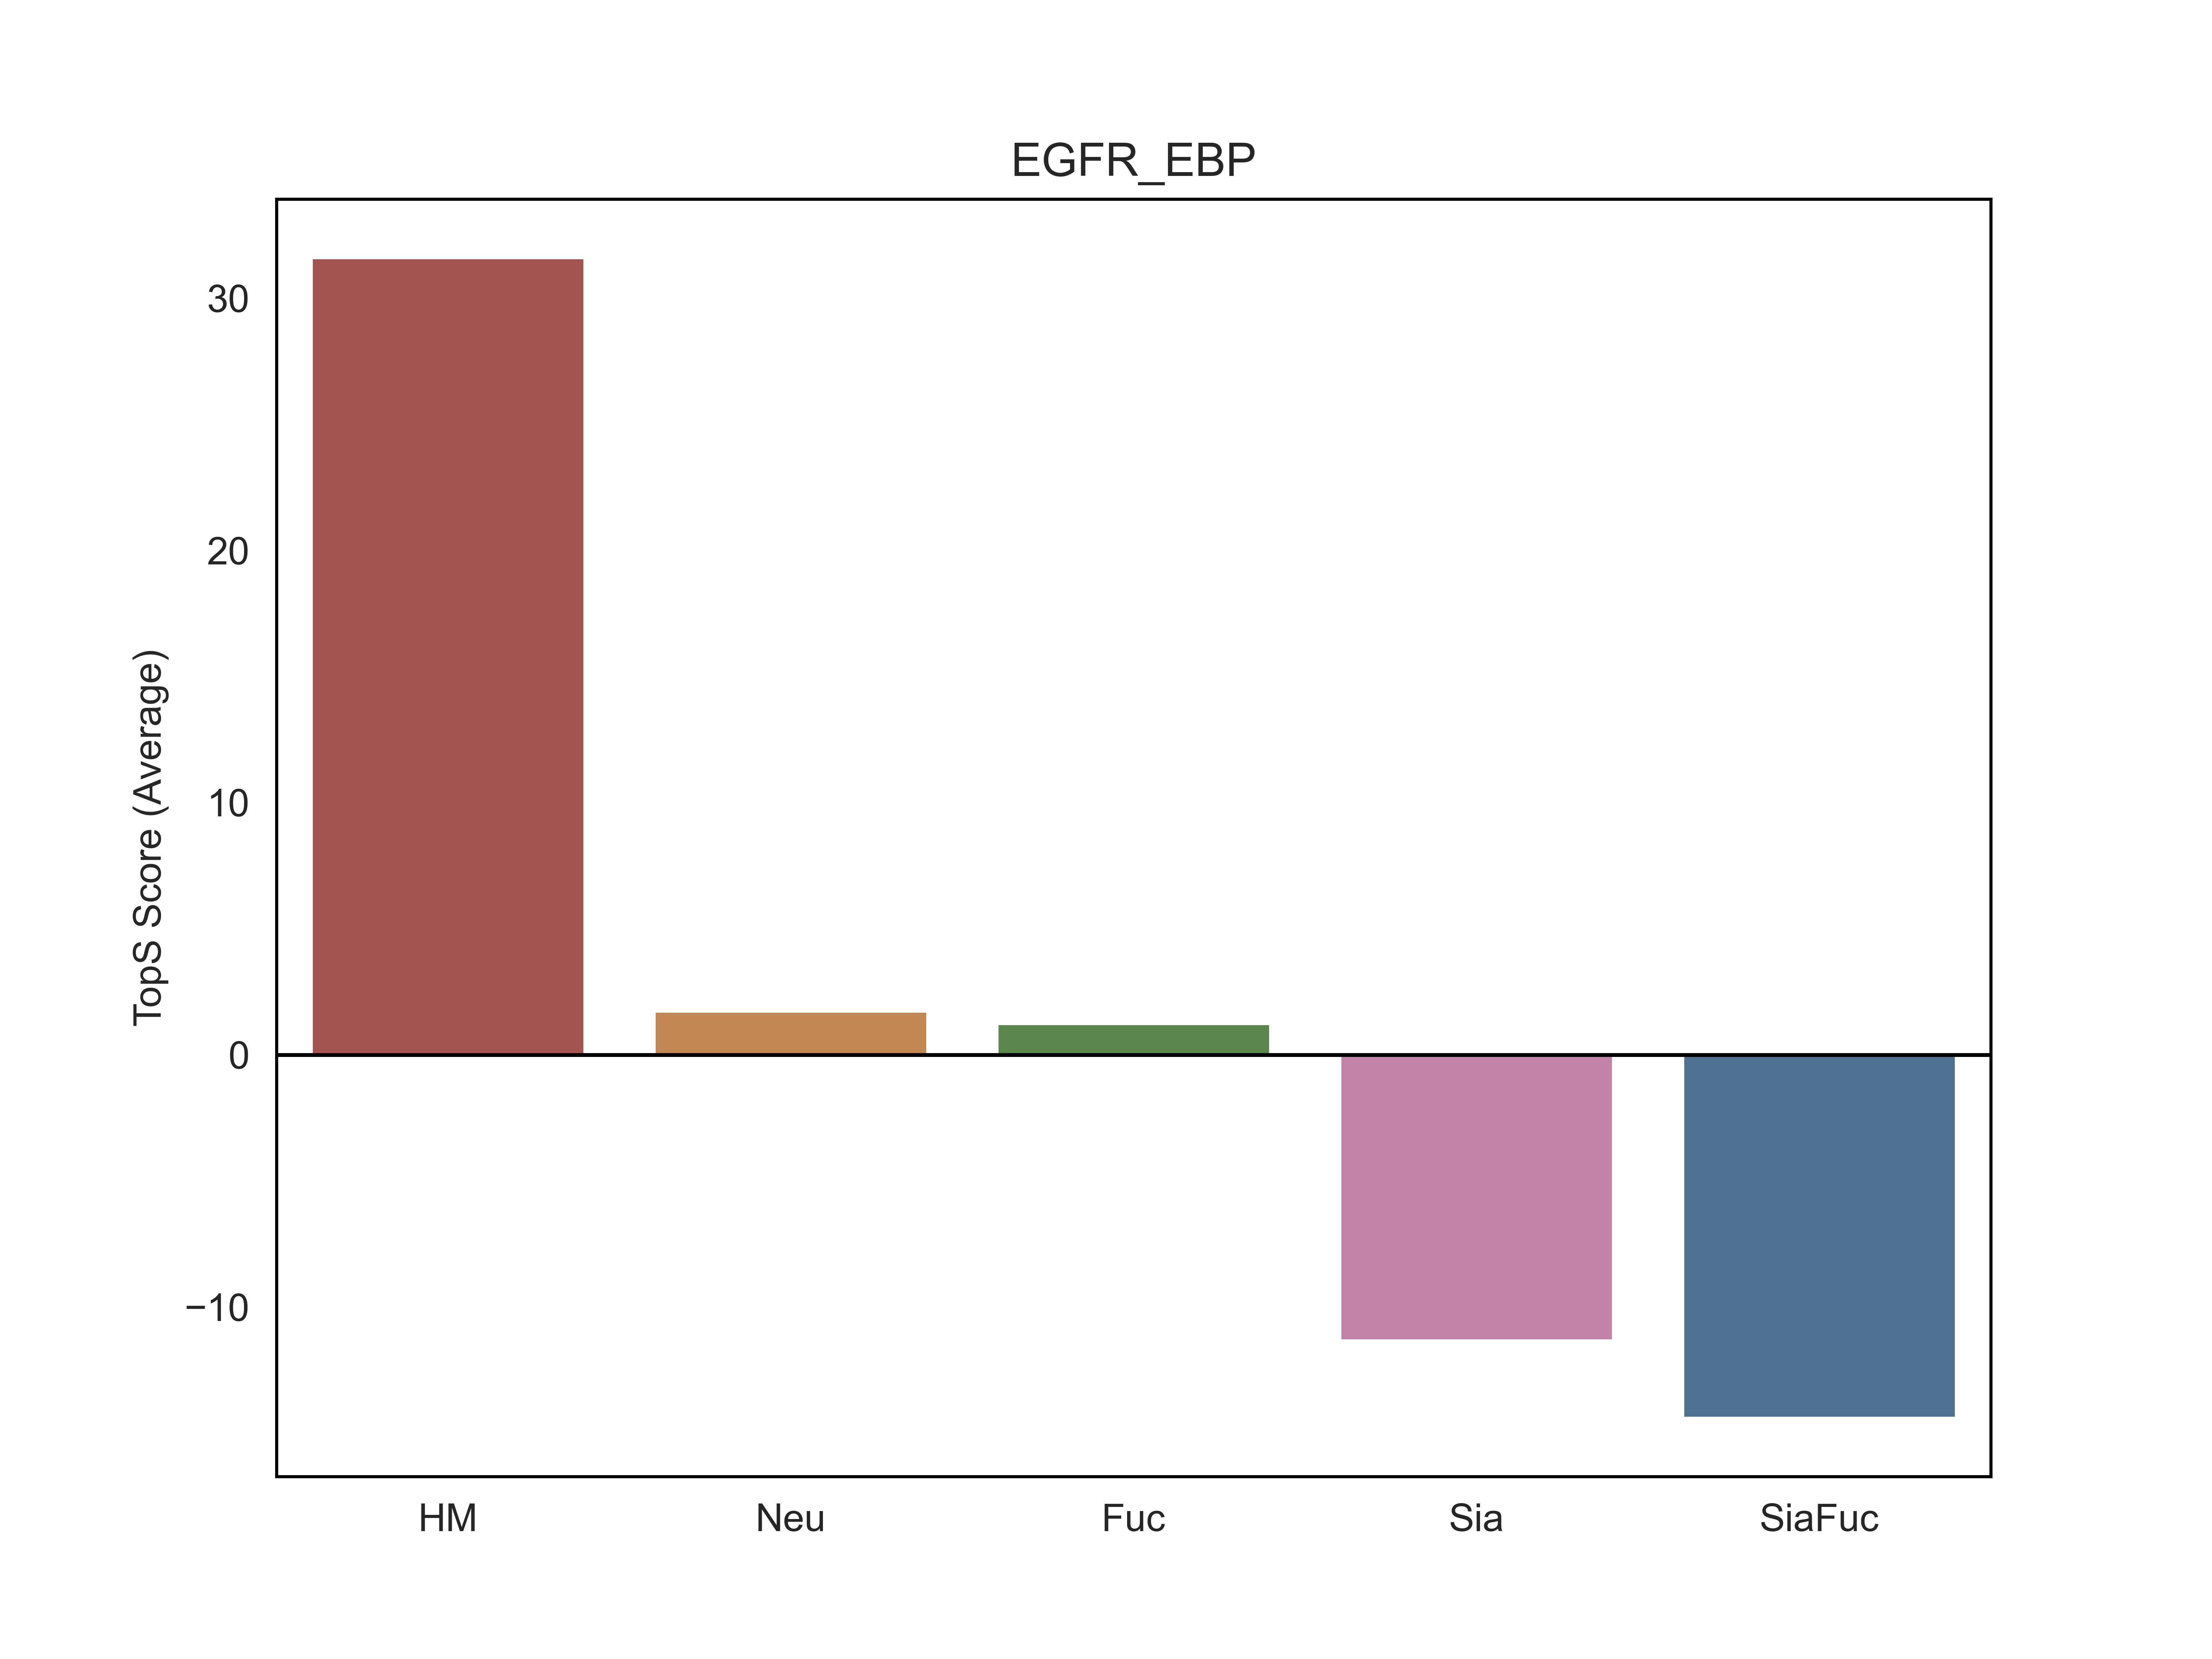 EGFR_EBP
TopS Score (Average)
30
20
10
0
−10
HM
Neu
Fuc
Sia
SiaFuc